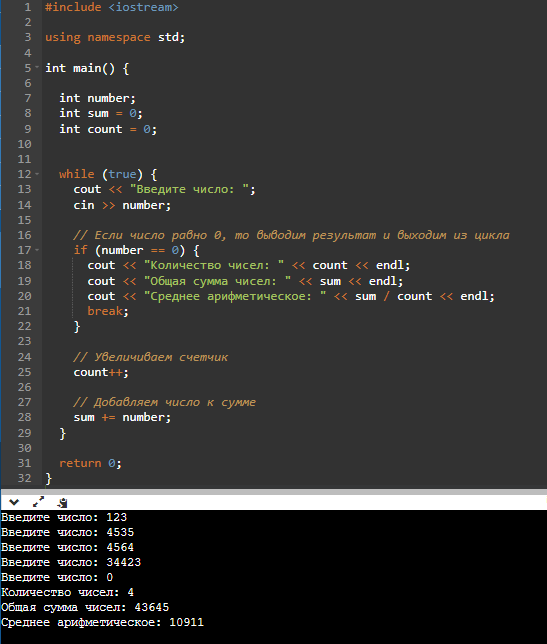 1 #include <iostream>
2
3 using namespace std;
4
5 int main() {
6
7 int number;
8 int sum = 0;
9 int count = 0;
10
11
12 while (true) {
13 cout << "Введите число: ";
14 cin >> number;
15
16 // Если число равно 0, то выводим результат и выходим из цикла
17 if (number == 0) {
18 cout << "Количество чисел: " << count << endl;
19 cout << "Общая сумма чисел: " << sum << endl;
20 cout << "Среднее арифметическое: " << sum / count << endl;
21 break;
22 }
23
24 // Увеличиваем счетчик
25 count++;
26
27 // Добавляем число к сумме
28 sum += number;
29 }
30
31 return 0;
32 }
Введите число: 123
Введите число: 4535
Введите число: 4564
Введите число: 34423
Введите число: 0
Количество чисел: 4
Общая сумма чисел: 43645
Среднее арифметическое: 10911